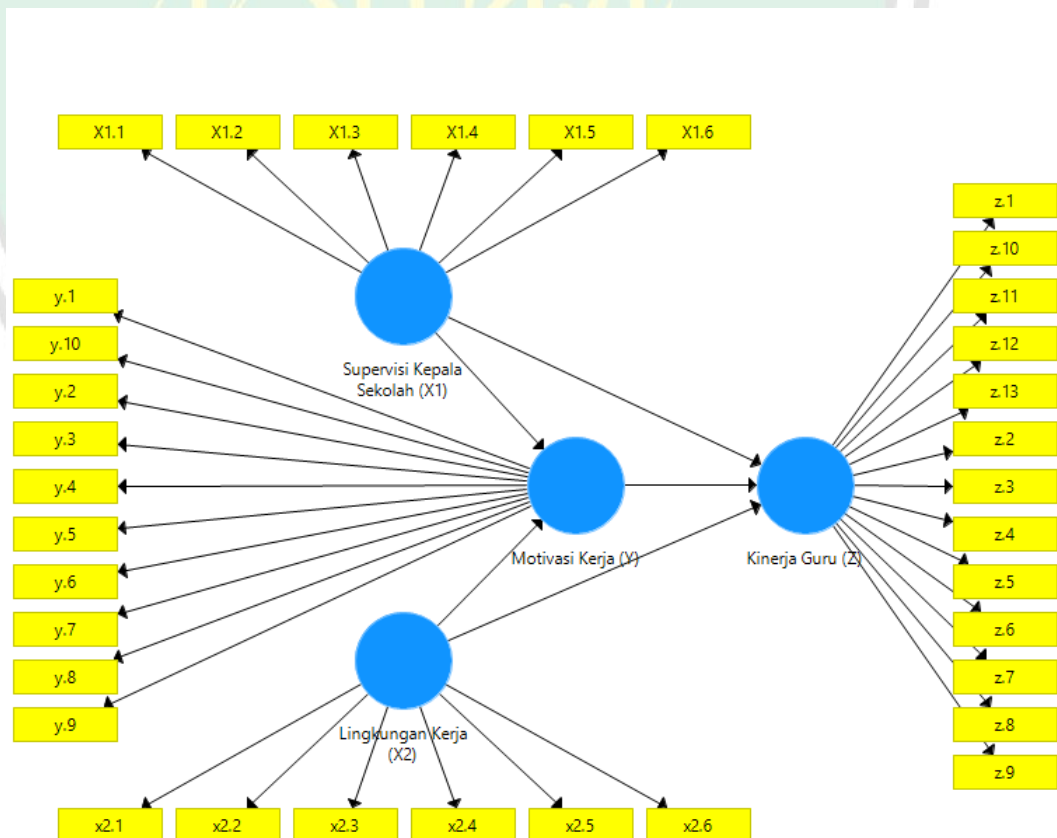 X1.1
X1.2
X1.3
X1.4
X1.5
X1.6
z.1
z.10
z.11
z.12
z.13
z.2
z.3
z.4
z.5
z.6
z.7
z.8
z.9
y.1
y.10
y.2
y.3
y.4
y.5
y.6
y.7
y.8
y.9
Supervisi Kepala
Sekolah (X1)
Motivasi Kerja (Y)
Kinerja Guru (Z)
Lingkungan Kerja
(X2)
x2.1
x2.2
x2.3
x2.4
x2.5
x2.6